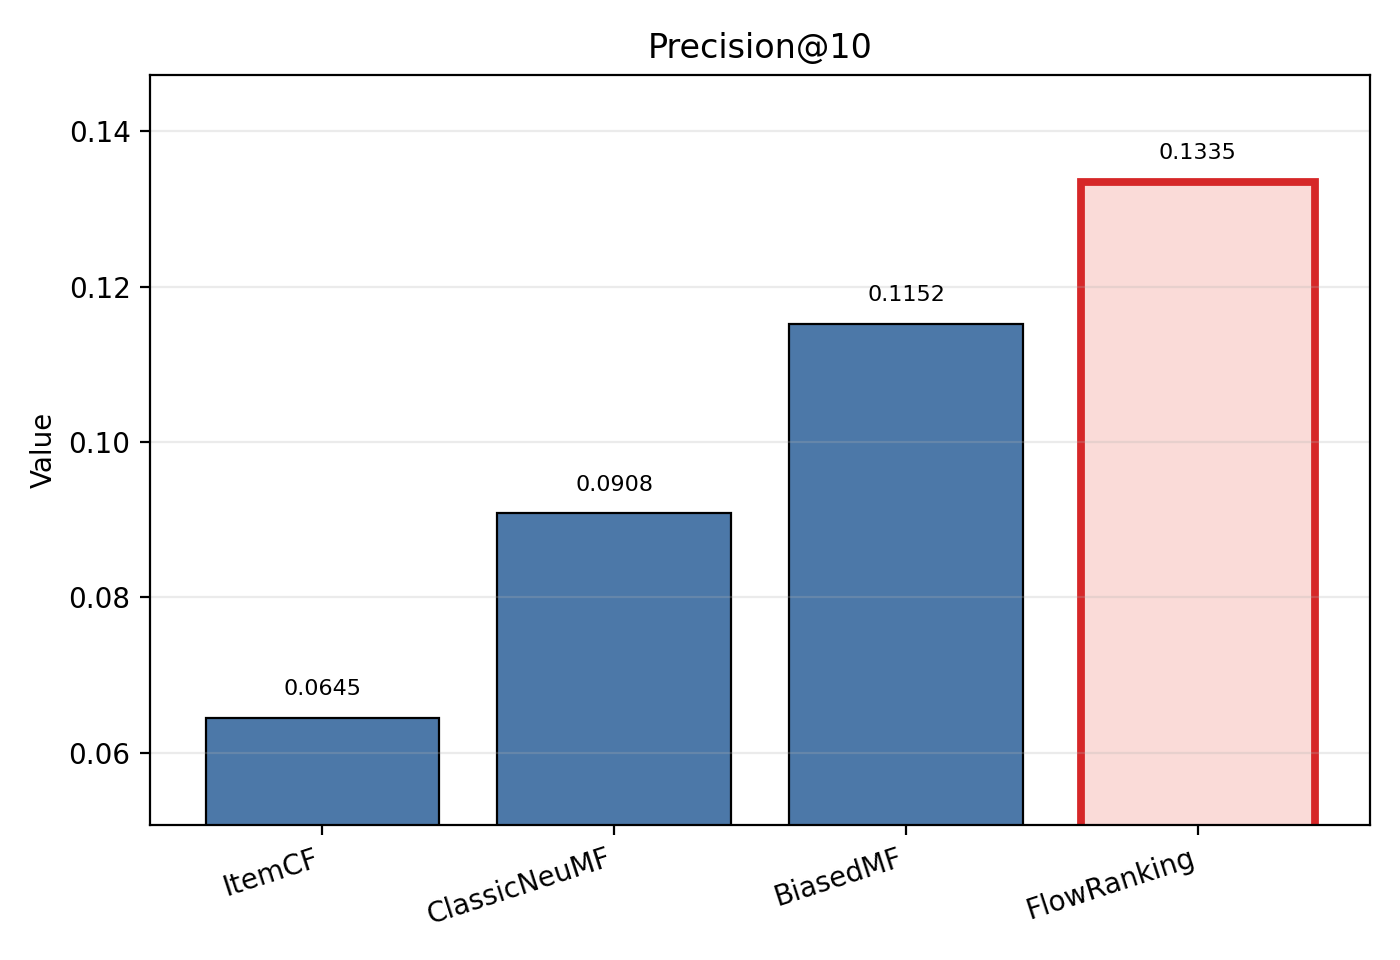 Precision@10
0.14
0.12
0.10
0.08
0.06
Value
0.0645
0.0908
0.1152
0.1335
ItemCF
ClassicNeuMF
BiasedMF
FlowRanking